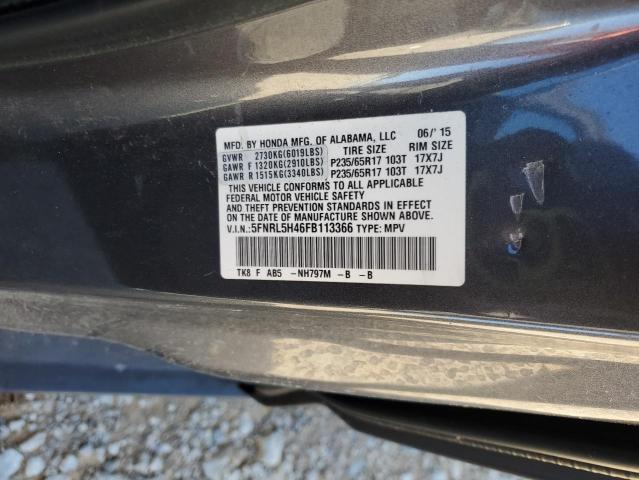 MFD. BY HONDA MFG. OF ALABAMA, LLC 06/'15
TIRE SIZE RIM SIZE
GVWR 2730KG(6019LBS)
GAWR F 1320KG(2910LBS) P235/65R17 103T 17X7J
GAWR R 1515KG(3340LBS) P235/65R17 103T 17X7J
THIS VEHICLE CONFORMS TO ALL APPLICABLE
FEDERAL MOTOR VEHICLE SAFETY
AND THEFT PREVENTION STANDARDS IN EFFECT
ON THE DATE OF MANUFACTURE SHOWN ABOVE.
V.I.N.:5FNRL5H46FB113366 TYPE: MPV
TK8 F AB5 -NH797M -B -B